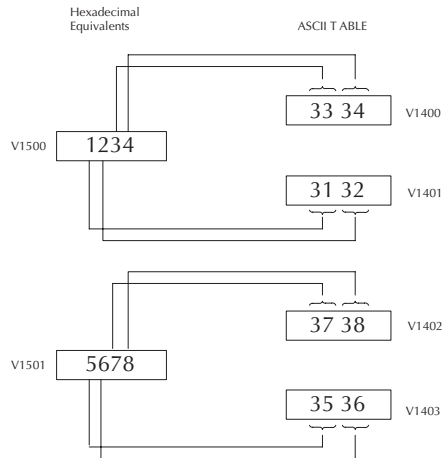 Hexadecimal
Equivalents
ASCII T ABLE
33 34
V1400
V1500
1234
31 32
V1401
37 38
V1402
V1501
5678
35 36
V1403